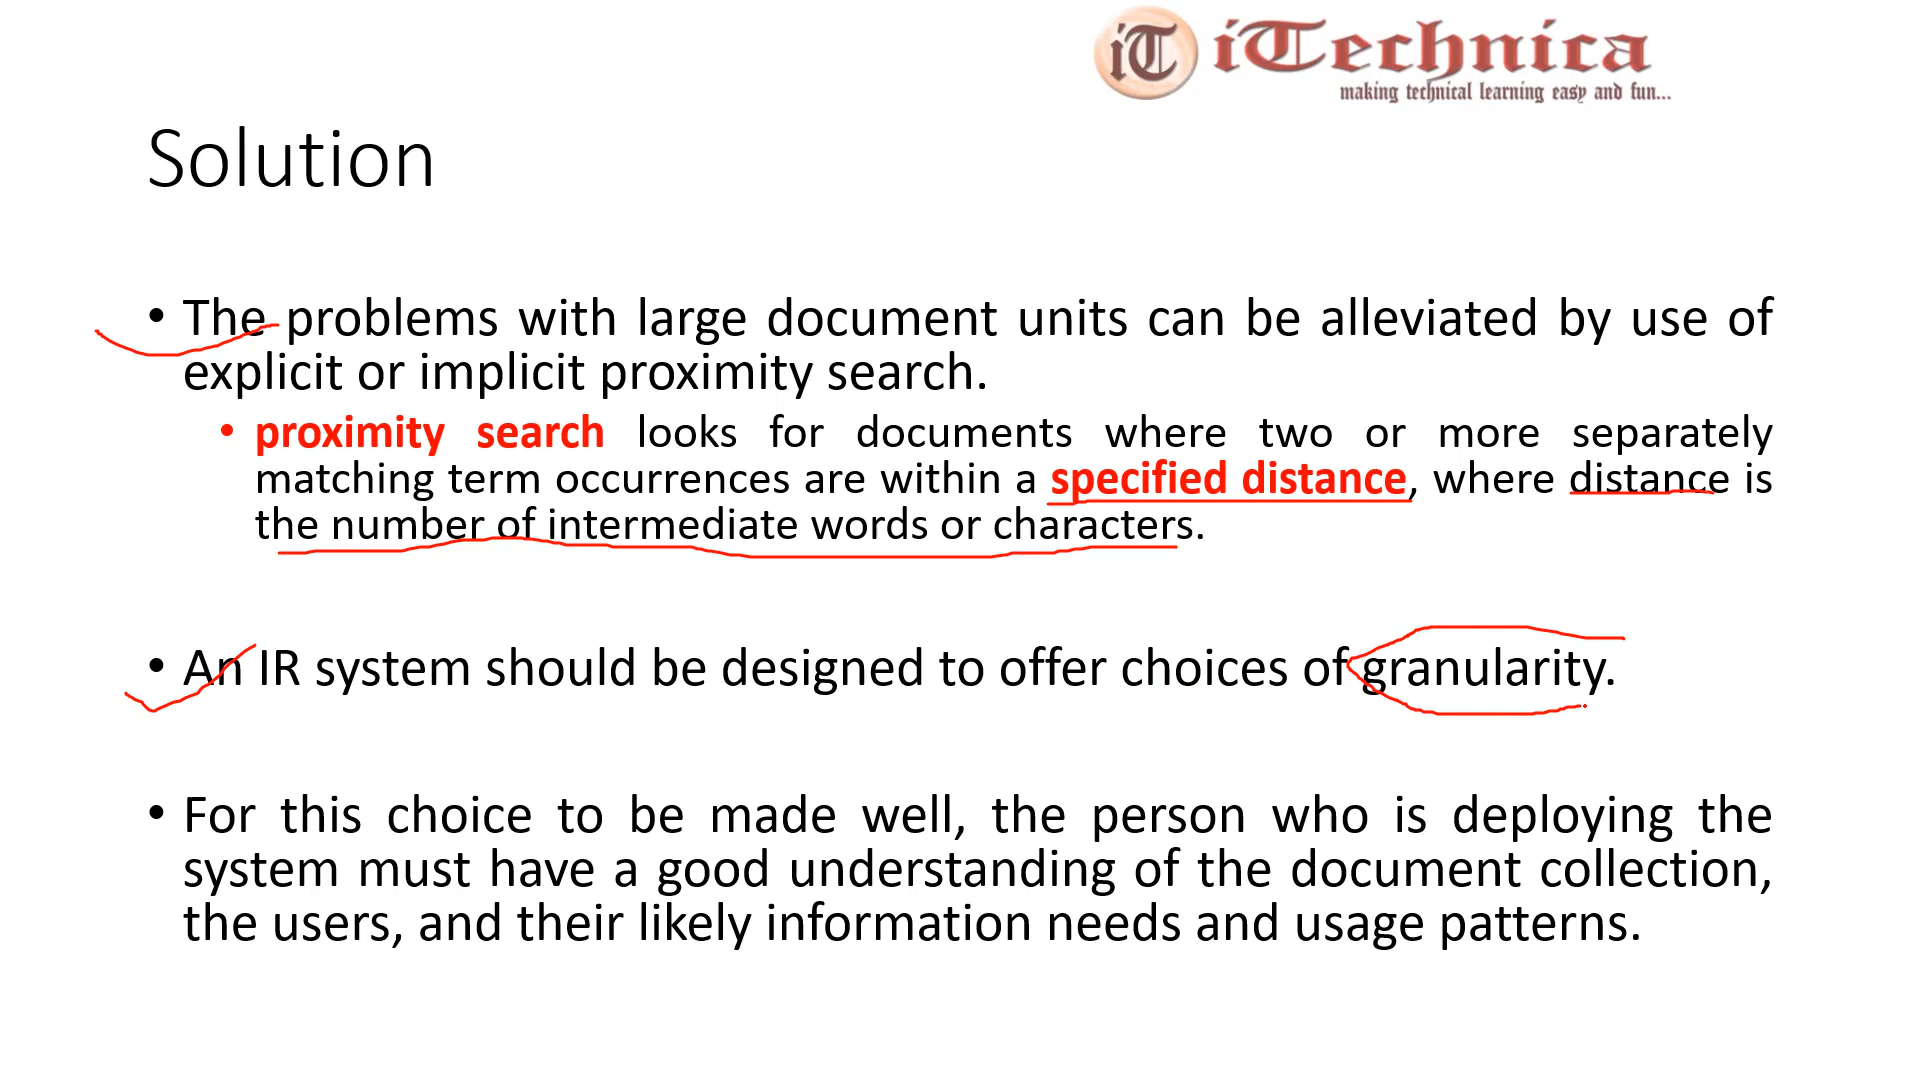 iT iTechnica
making technical learning easy and fun...
Solution
• The problems with large document units can be alleviated by use of
explicit or implicit proximity search.
• proximity search looks for documents where two or more separately
matching term occurrences are within a specified distance, where distance is
the number of intermediate words or characters.
• An IR system should be designed to offer choices of granularity.
• For this choice to be made well, the person who is deploying the
system must have a good understanding of the document collection,
the users, and their likely information needs and usage patterns.